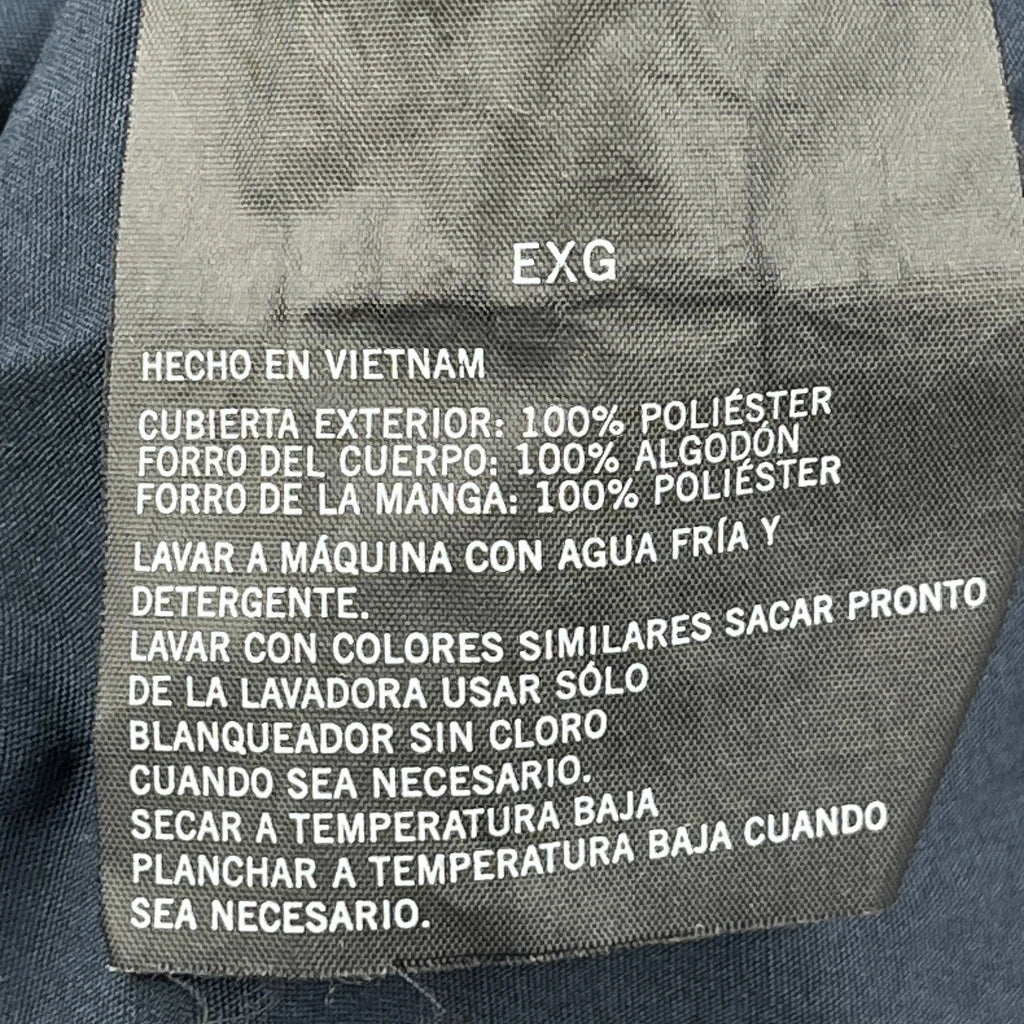 EXG
HECHO EN VIETNAM
CUBIERTA EXTERIOR: 100% POLIÉSTER
FORRO DEL CUERPO: 100% ALGODÓN
FORRO DE LA MANGA: 100% POLIÉSTER
LAVAR A MÁQUINA CON AGUA FRÍA Y
DETERGENTE.
LAVAR CON COLORES SIMILARES SACAR PRONTO
DE LA LAVADORA USAR SÓLO
BLANQUEADOR SIN CLORO
CUANDO SEA NECESARIO.
SECAR A TEMPERATURA BAJA
PLANCHAR A TEMPERATURA BAJA CUANDO
SEA NECESARIO.